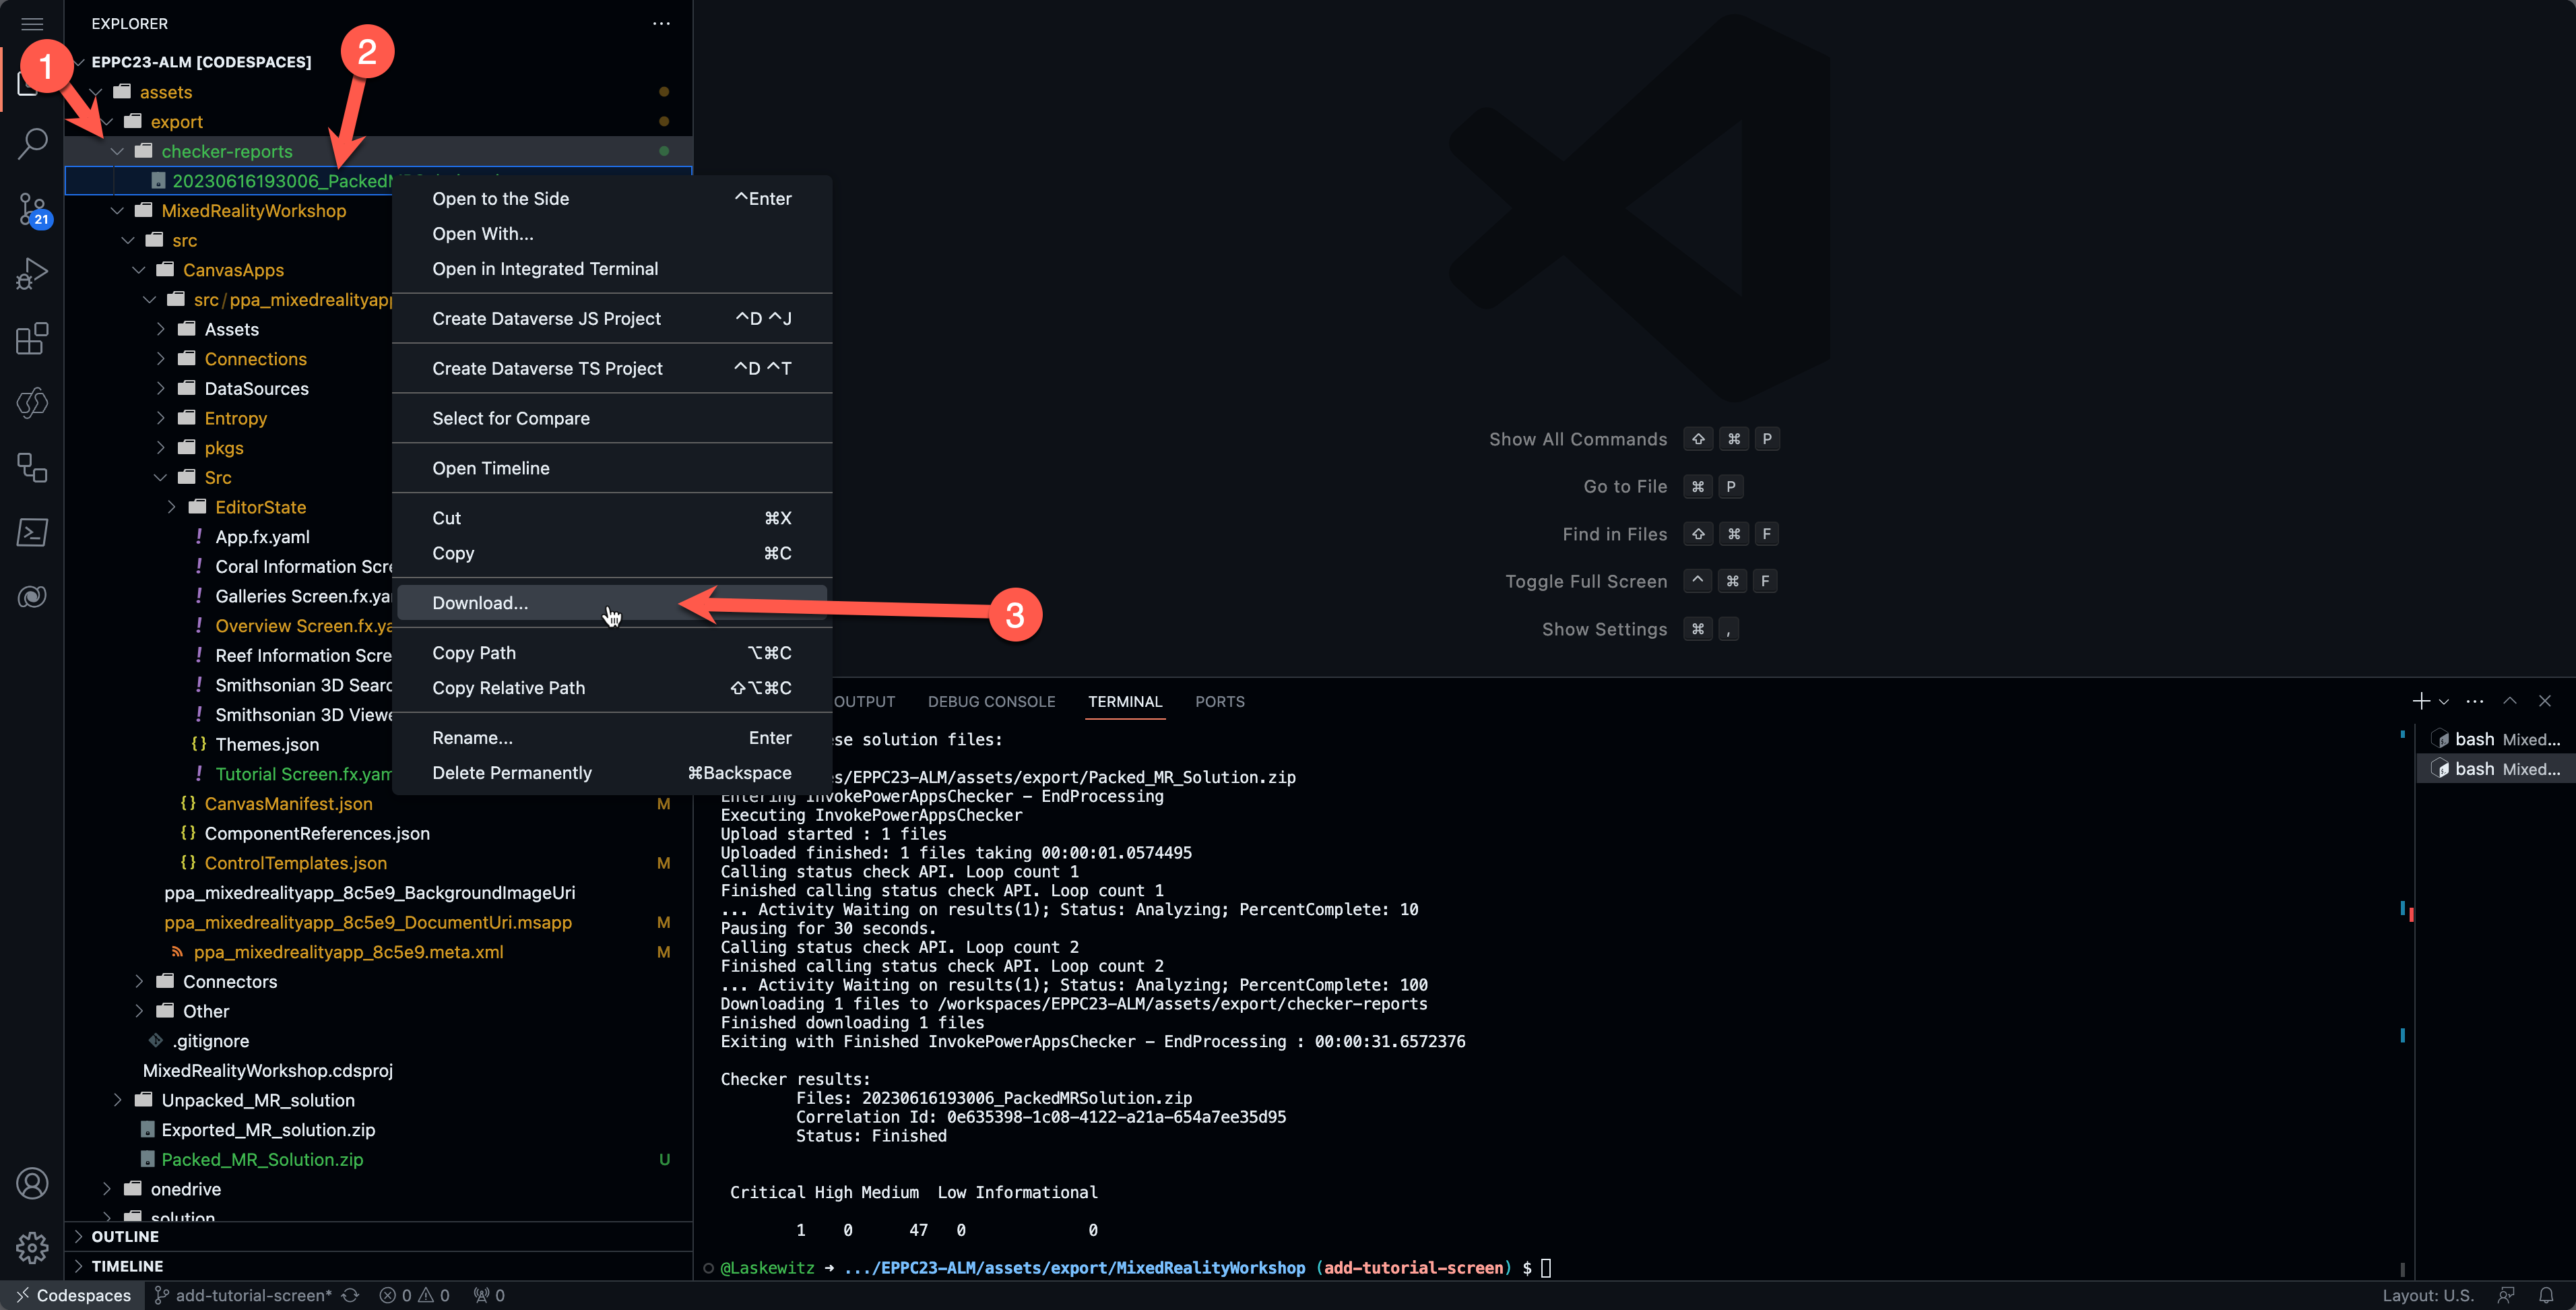 EXPLORER
EPPC23-ALM [CODESPACES]
1
2
assets
export
checker-reports
20230616193006_Packed
MixedRealityWorkshop
src
CanvasApps
src/ppa_mixedrealityapp
Assets
Connections
DataSources
Entropy
pkgs
Src
EditorState
! App.fx.yaml
! Coral Information Scre
! Galleries Screen.fx.ya
! Overview Screen.fx.ya
! Reef Information Scre
! Smithsonian 3D Searc
! Smithsonian 3D Viewe
{} Themes.json
! Tutorial Screen.fx.yam
{} CanvasManifest.json M
{} ComponentReferences.json
{} ControlTemplates.json M
ppa_mixedrealityapp_8c5e9_BackgroundImageUri
ppa_mixedrealityapp_8c5e9_DocumentUri.msapp M
ppa_mixedrealityapp_8c5e9.meta.xml M
Connectors
Other
.gitignore
MixedRealityWorkshop.cdsproj
Unpacked_MR_solution
Exported_MR_solution.zip
Packed_MR_Solution.zip U
onedrive
solution
OUTLINE
TIMELINE
21
Open to the Side ^Enter
Open With...
Open in Integrated Terminal
Create Dataverse JS Project ^D ^J
Create Dataverse TS Project ^D ^T
Select for Compare
Open Timeline
Cut ⌘X
Copy ⌘C
Download...
3
Copy Path ⌥⌘C
Copy Relative Path ⇧⌥⌘C
Rename... Enter
Delete Permanently ⌘Backspace
Show All Commands ⇧ ⌘ P
Go to File ⌘ P
Find in Files ⇧ ⌘ F
Toggle Full Screen ^ ⌘ F
Show Settings ⌘ ,
OUTPUT DEBUG CONSOLE TERMINAL PORTS
bash Mixed...
bash Mixed...
se solution files:
s/EPPC23-ALM/assets/export/Packed_MR_Solution.zip
Entering InvokePowerAppsChecker - EndProcessing
Executing InvokePowerAppsChecker
Upload started : 1 files
Uploaded finished: 1 files taking 00:00:01.0574495
Calling status check API. Loop count 1
Finished calling status check API. Loop count 1
... Activity Waiting on results(1); Status: Analyzing; PercentComplete: 10
Pausing for 30 seconds.
Calling status check API. Loop count 2
Finished calling status check API. Loop count 2
... Activity Waiting on results(1); Status: Analyzing; PercentComplete: 100
Downloading 1 files to /workspaces/EPPC23-ALM/assets/export/checker-reports
Finished downloading 1 files
Exiting with Finished InvokePowerAppsChecker - EndProcessing : 00:00:31.6572376
Checker results:
Files: 20230616193006_PackedMRSolution.zip
Correlation Id: 0e635398-1c08-4122-a21a-654a7ee35d95
Status: Finished
Critical High Medium Low Informational
1 0 47 0 0
@Laskewitz → .../EPPC23-ALM/assets/export/MixedRealityWorkshop (add-tutorial-screen) $
Codespaces add-tutorial-screen* 0 0 0 Layout: U.S.